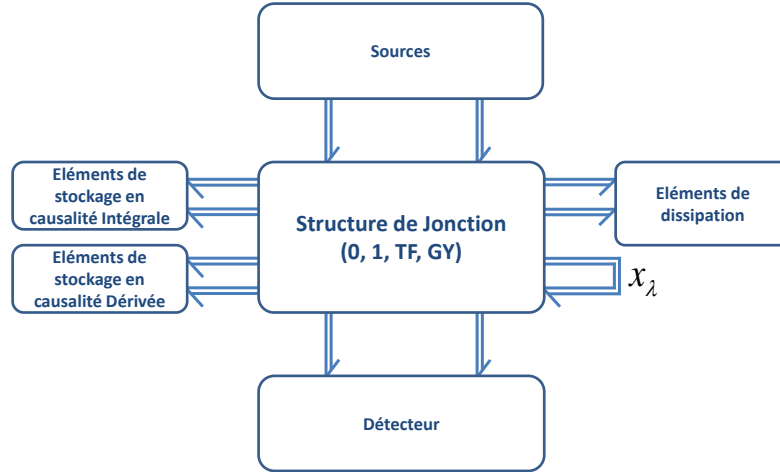 Sources
Eléments de
stockage en
causalité Intégrale
Structure de Jonction
(0, 1, TF, GY)
Eléments de
dissipation
Eléments de
stockage en
causalité Dérivée
x_λ
Détecteur